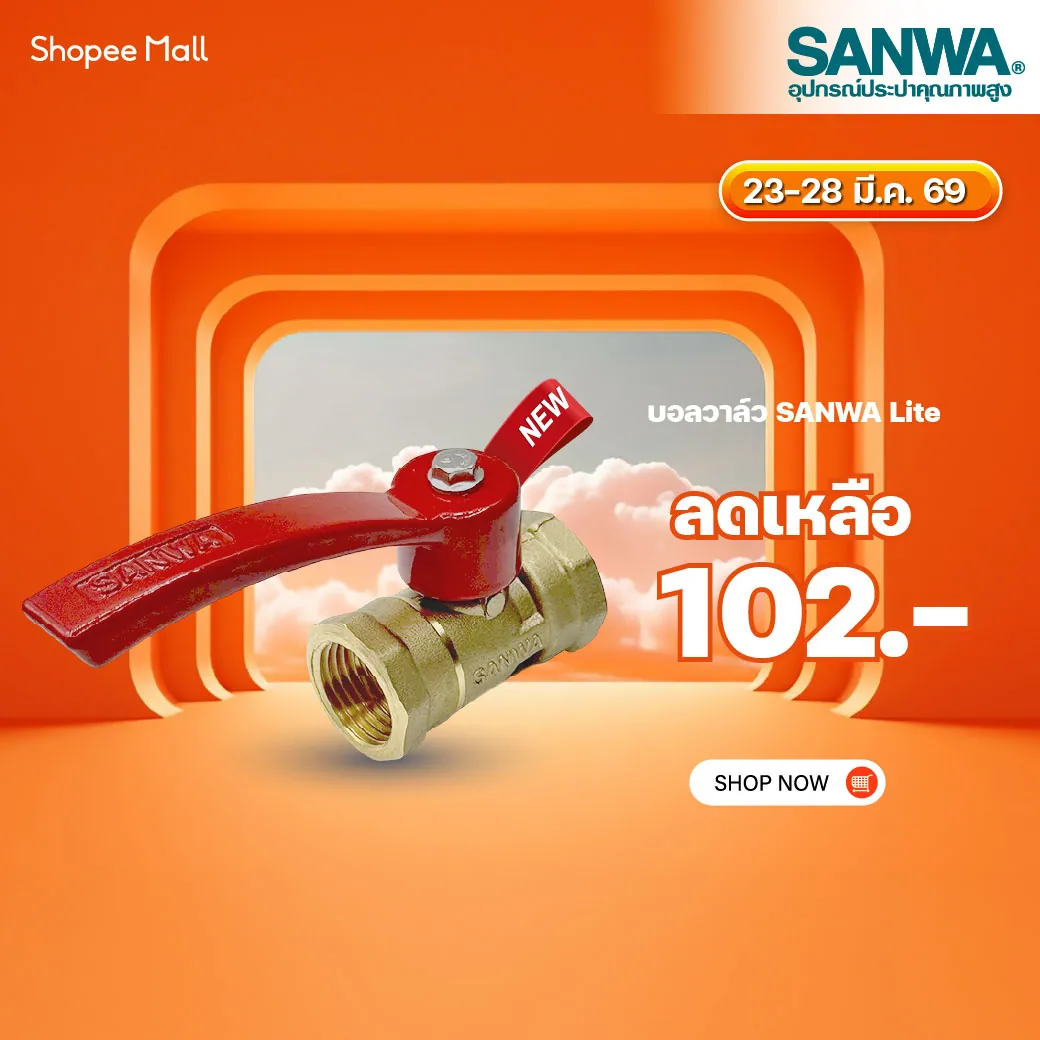 Shopee Mall
SANWA®
อุปกรณ์ประปาคุณภาพสูง
23-28 มี.ค. 69
NEW
บอลวาล์ว SANWA Lite
ลดเหลือ
102.-
SANWA
SANWA
SHOP NOW